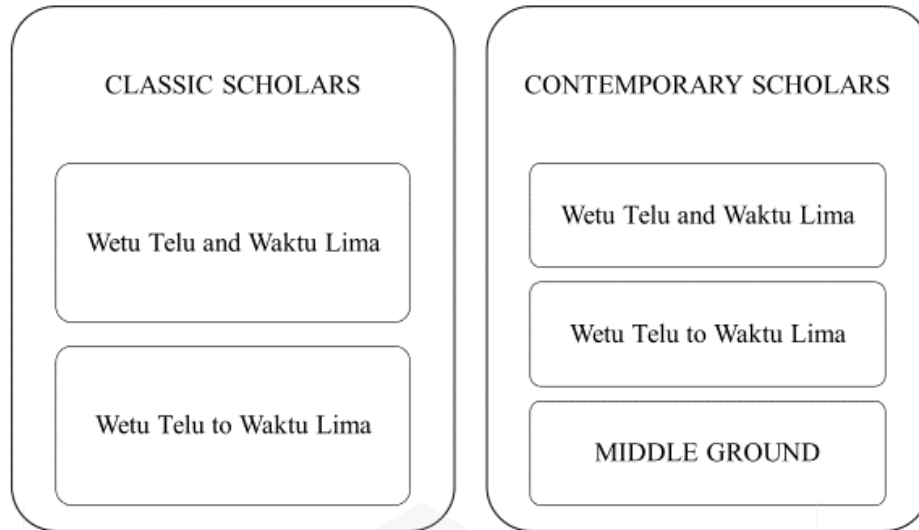 CLASSIC SCHOLARS
Wetu Telu and Waktu Lima
Wetu Telu to Waktu Lima
CONTEMPORARY SCHOLARS
Wetu Telu and Waktu Lima
Wetu Telu to Waktu Lima
MIDDLE GROUND